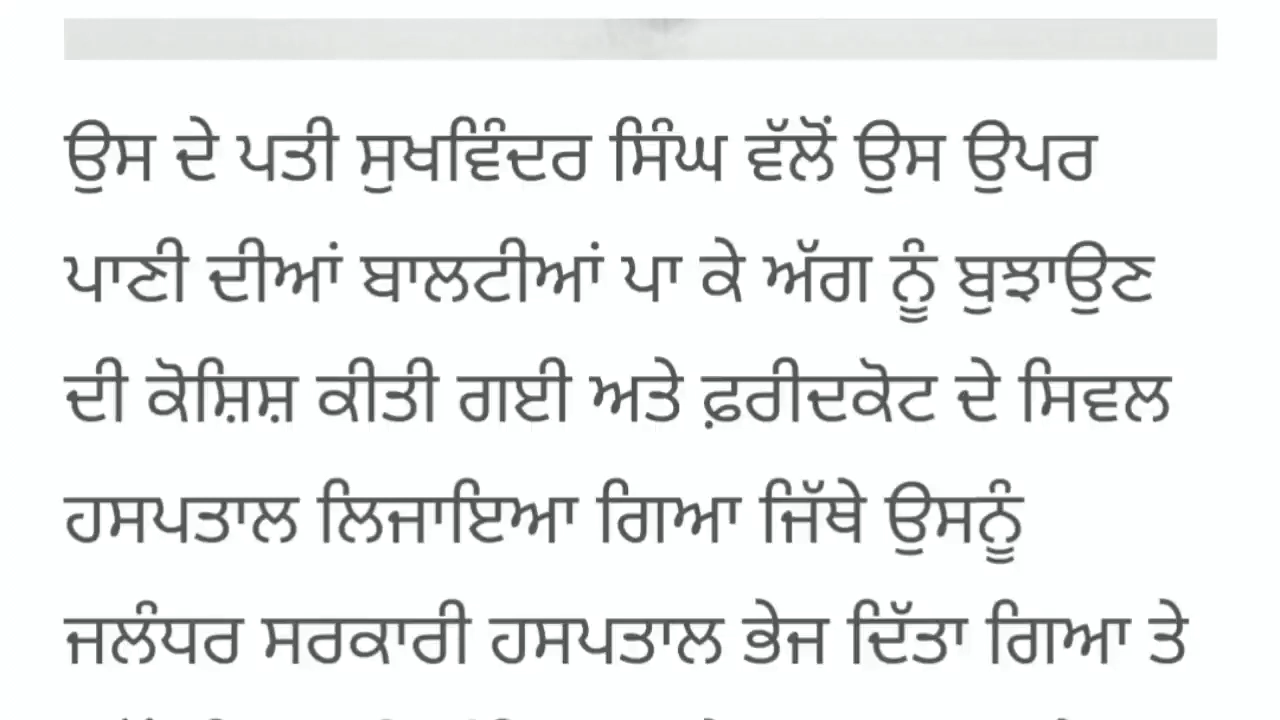 ਉਸ ਦੇ ਪਤੀ ਸੁਖਵਿੰਦਰ ਸਿੰਘ ਵੱਲੋਂ ਉਸ ਉਪਰ
ਪਾਣੀ ਦੀਆਂ ਬਾਲਟੀਆਂ ਪਾ ਕੇ ਅੱਗ ਨੂੰ ਬੁਝਾਉਣ
ਦੀ ਕੋਸ਼ਿਸ਼ ਕੀਤੀ ਗਈ ਅਤੇ ਫ਼ਰੀਦਕੋਟ ਦੇ ਸਿਵਲ
ਹਸਪਤਾਲ ਲਿਜਾਇਆ ਗਿਆ ਜਿੱਥੇ ਉਸਨੂੰ
ਜਲੰਧਰ ਸਰਕਾਰੀ ਹਸਪਤਾਲ ਭੇਜ ਦਿੱਤਾ ਗਿਆ ਤੇ